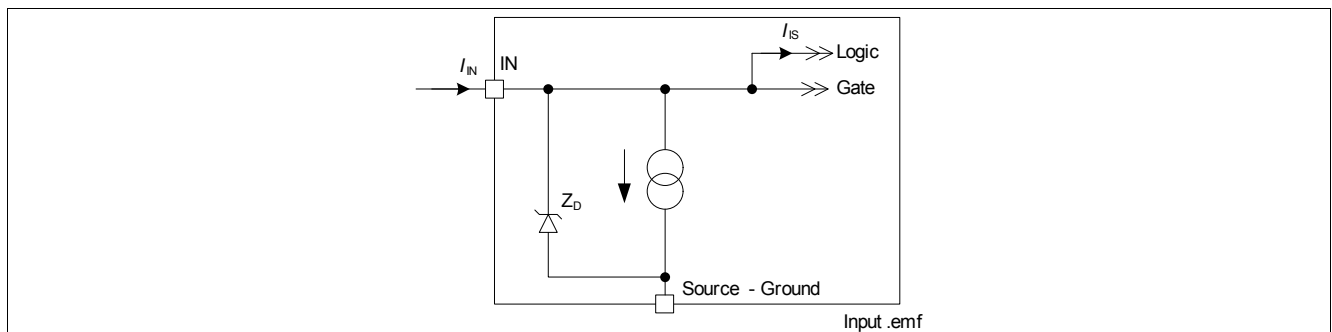 I_IS
Logic
I_IN
IN
Gate
Z_D
Source - Ground
Input .emf